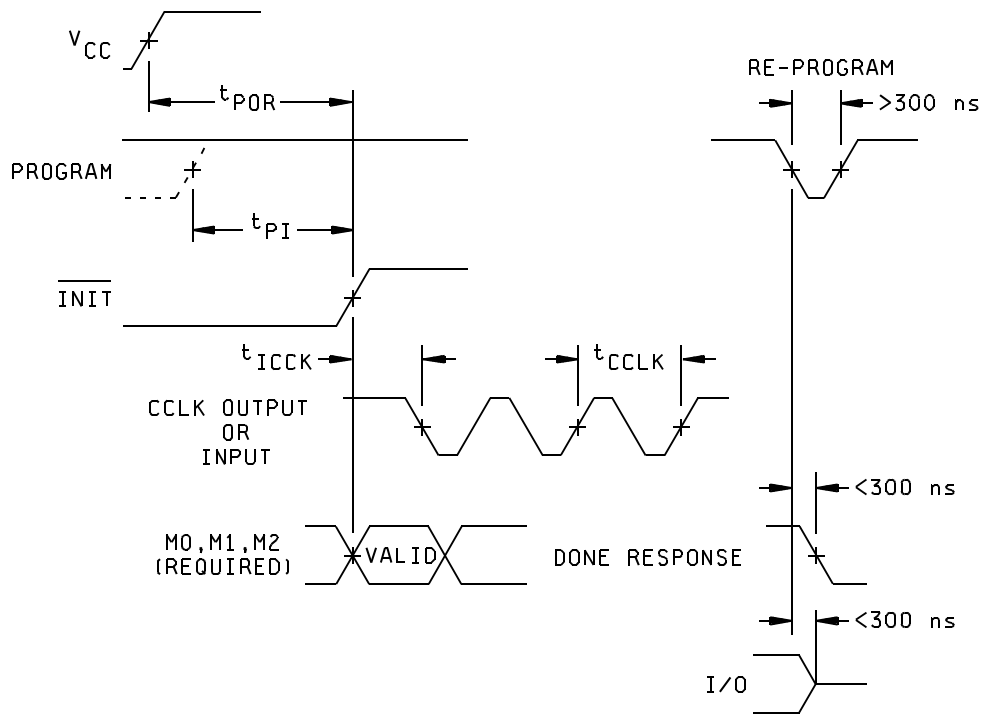 VCC
tPOR
RE-PROGRAM
>300 ns
PROGRAM
tPI
INIT
tICCK
tCCLK
CCLK OUTPUT
OR
INPUT
<300 ns
M0,M1,M2
(REQUIRED)
VALID
DONE RESPONSE
<300 ns
I/O